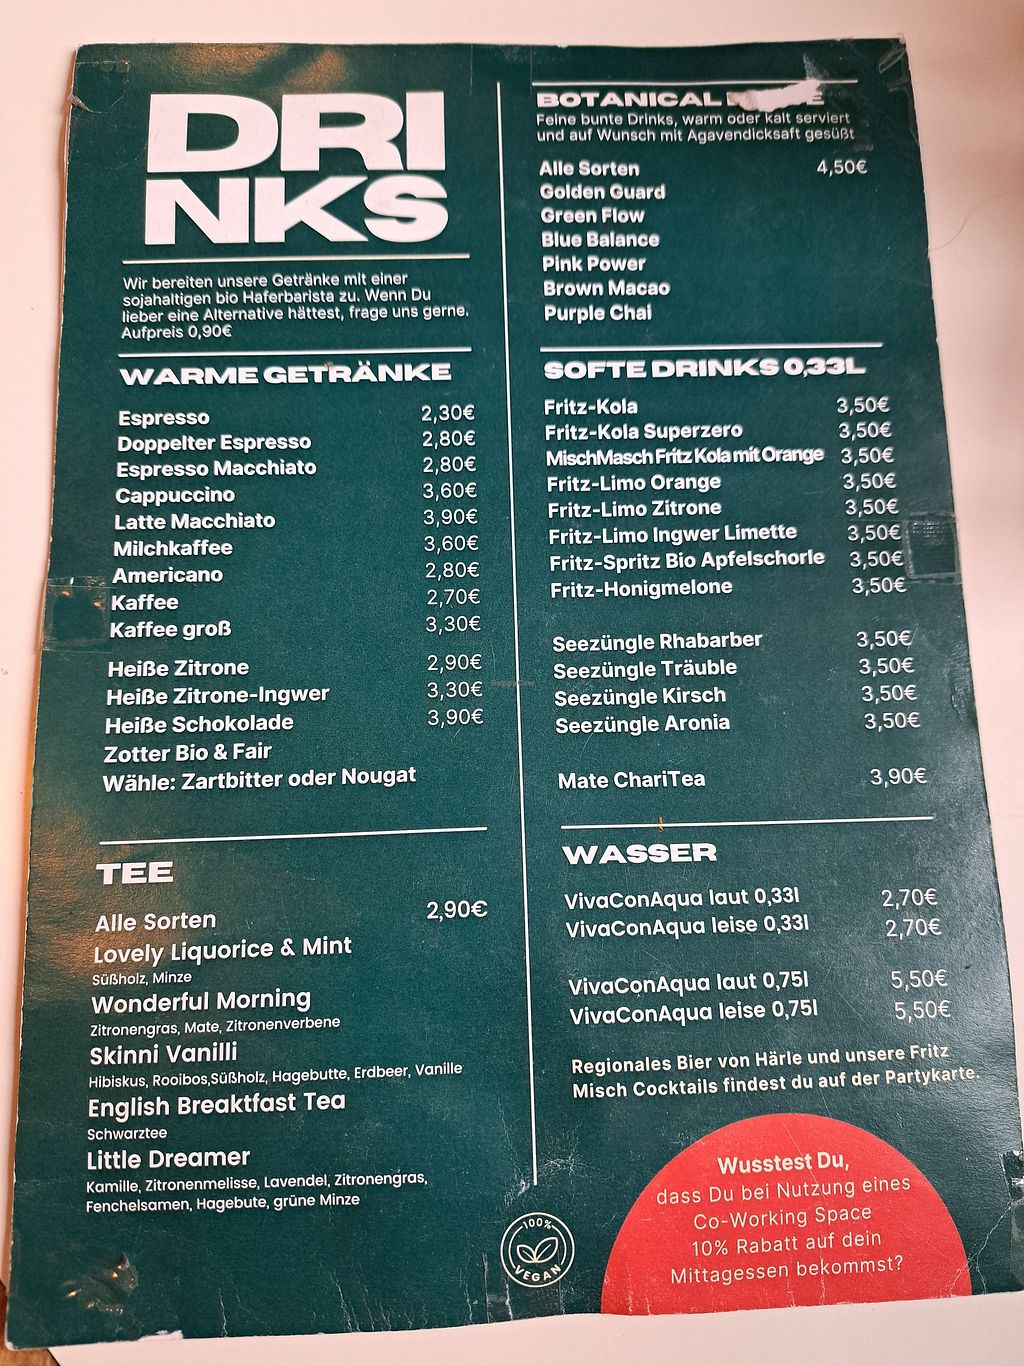 DRI
NKS
Wir bereiten unsere Getränke mit einer
sojahaltigen bio Haferbarista zu. Wenn Du
lieber eine Alternative hättest, frage uns gerne.
Aufpreis 0,90€
WARME GETRÄNKE
Espresso 2,30€
Doppelter Espresso 2,80€
Espresso Macchiato 2,80€
Cappuccino 3,60€
Latte Macchiato 3,90€
Milchkaffee 3,60€
Americano 2,80€
Kaffee 2,70€
Kaffee groß 3,30€
Heiße Zitrone 2,90€
Heiße Zitrone-Ingwer 3,30€
Heiße Schokolade 3,90€
Zotter Bio & Fair
Wähle: Zartbitter oder Nougat
TEE
Alle Sorten 2,90€
Lovely Liquorice & Mint
Süßholz, Minze
Wonderful Morning
Zitronengras, Mate, Zitronenverbene
Skinni Vanilli
Hibiskus, Rooibos,Süßholz, Hagebutte, Erdbeer, Vanille
English Breaktfast Tea
Schwarztee
Little Dreamer
Kamille, Zitronenmelisse, Lavendel, Zitronengras,
Fenchelsamen, Hagebute, grüne Minze
100%
VEGAN
BOTANICAL
Feine bunte Drinks, warm oder kalt serviert
und auf Wunsch mit Agavendicksaft gesüßt
Alle Sorten 4,50€
Golden Guard
Green Flow
Blue Balance
Pink Power
Brown Macao
Purple Chai
SOFTE DRINKS 0,33L
Fritz-Kola 3,50€
Fritz-Kola Superzero 3,50€
MischMasch Fritz Kola mit Orange 3,50€
Fritz-Limo Orange 3,50€
Fritz-Limo Zitrone 3,50€
Fritz-Limo Ingwer Limette 3,50€
Fritz-Spritz Bio Apfelschorle 3,50€
Fritz-Honigmelone 3,50€
Seezüngle Rhabarber 3,50€
Seezüngle Träuble 3,50€
Seezüngle Kirsch 3,50€
Seezüngle Aronia 3,50€
Mate ChariTea 3,90€
WASSER
VivaConAqua laut 0,33l 2,70€
VivaConAqua leise 0,33l 2,70€
VivaConAqua laut 0,75l 5,50€
VivaConAqua leise 0,75l 5,50€
Regionales Bier von Härle und unsere Fritz
Misch Cocktails findest du auf der Partykarte.
Wusstest Du,
dass Du bei Nutzung eines
Co-Working Space
10% Rabatt auf dein
Mittagessen bekommst?